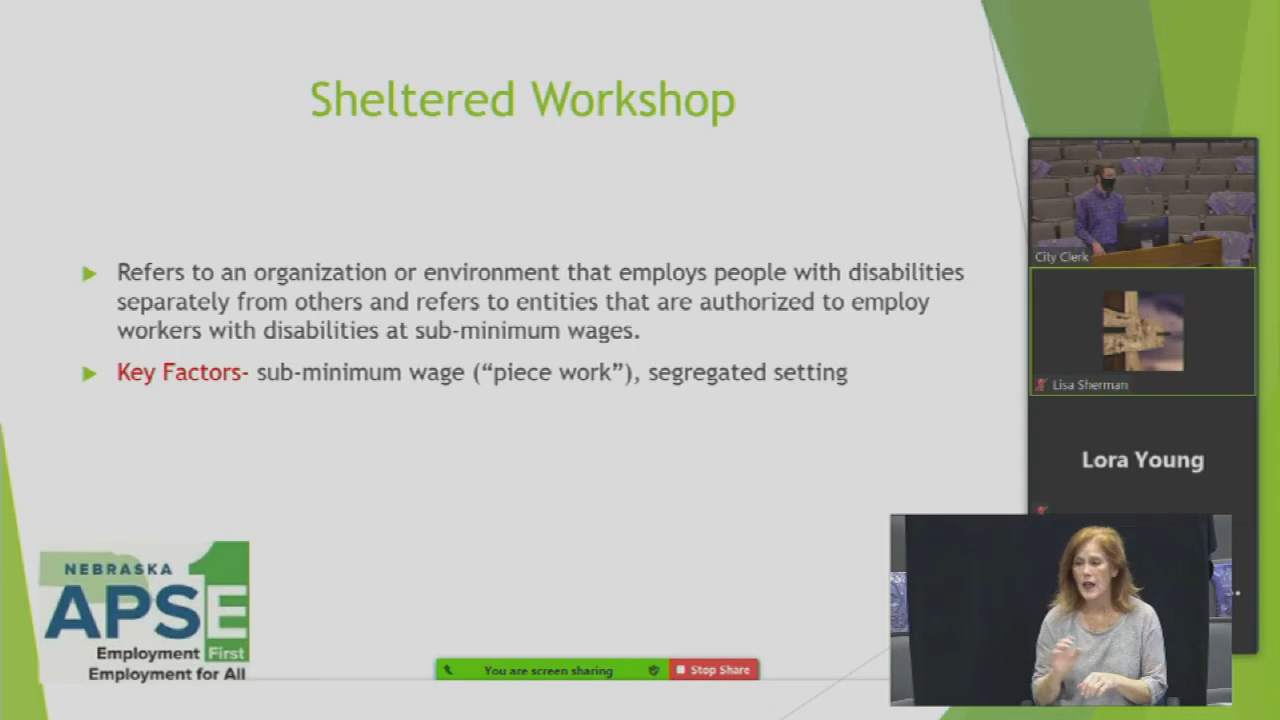 Sheltered Workshop
Refers to an organization or environment that employs people with disabilities
separately from others and refers to entities that are authorized to employ
workers with disabilities at sub-minimum wages.
Key Factors- sub-minimum wage (“piece work”), segregated setting
City Clerk
Lisa Sherman
Lora Young
NEBRASKA
APSE
1
Employment First
Employment for All
You are screen sharing
Stop Share